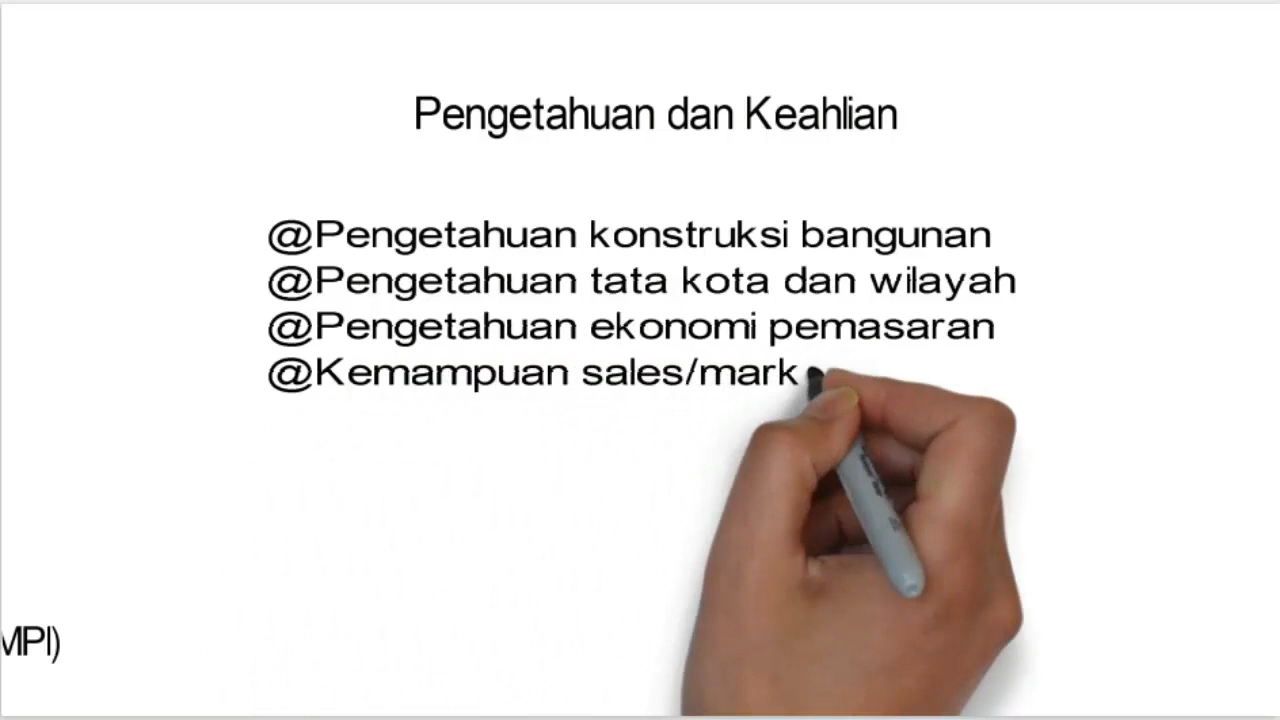 Pengetahuan dan Keahlian
@Pengetahuan konstruksi bangunan
@Pengetahuan tata kota dan wilayah
@Pengetahuan ekonomi pemasaran
@Kemampuan sales/mark
MPI)